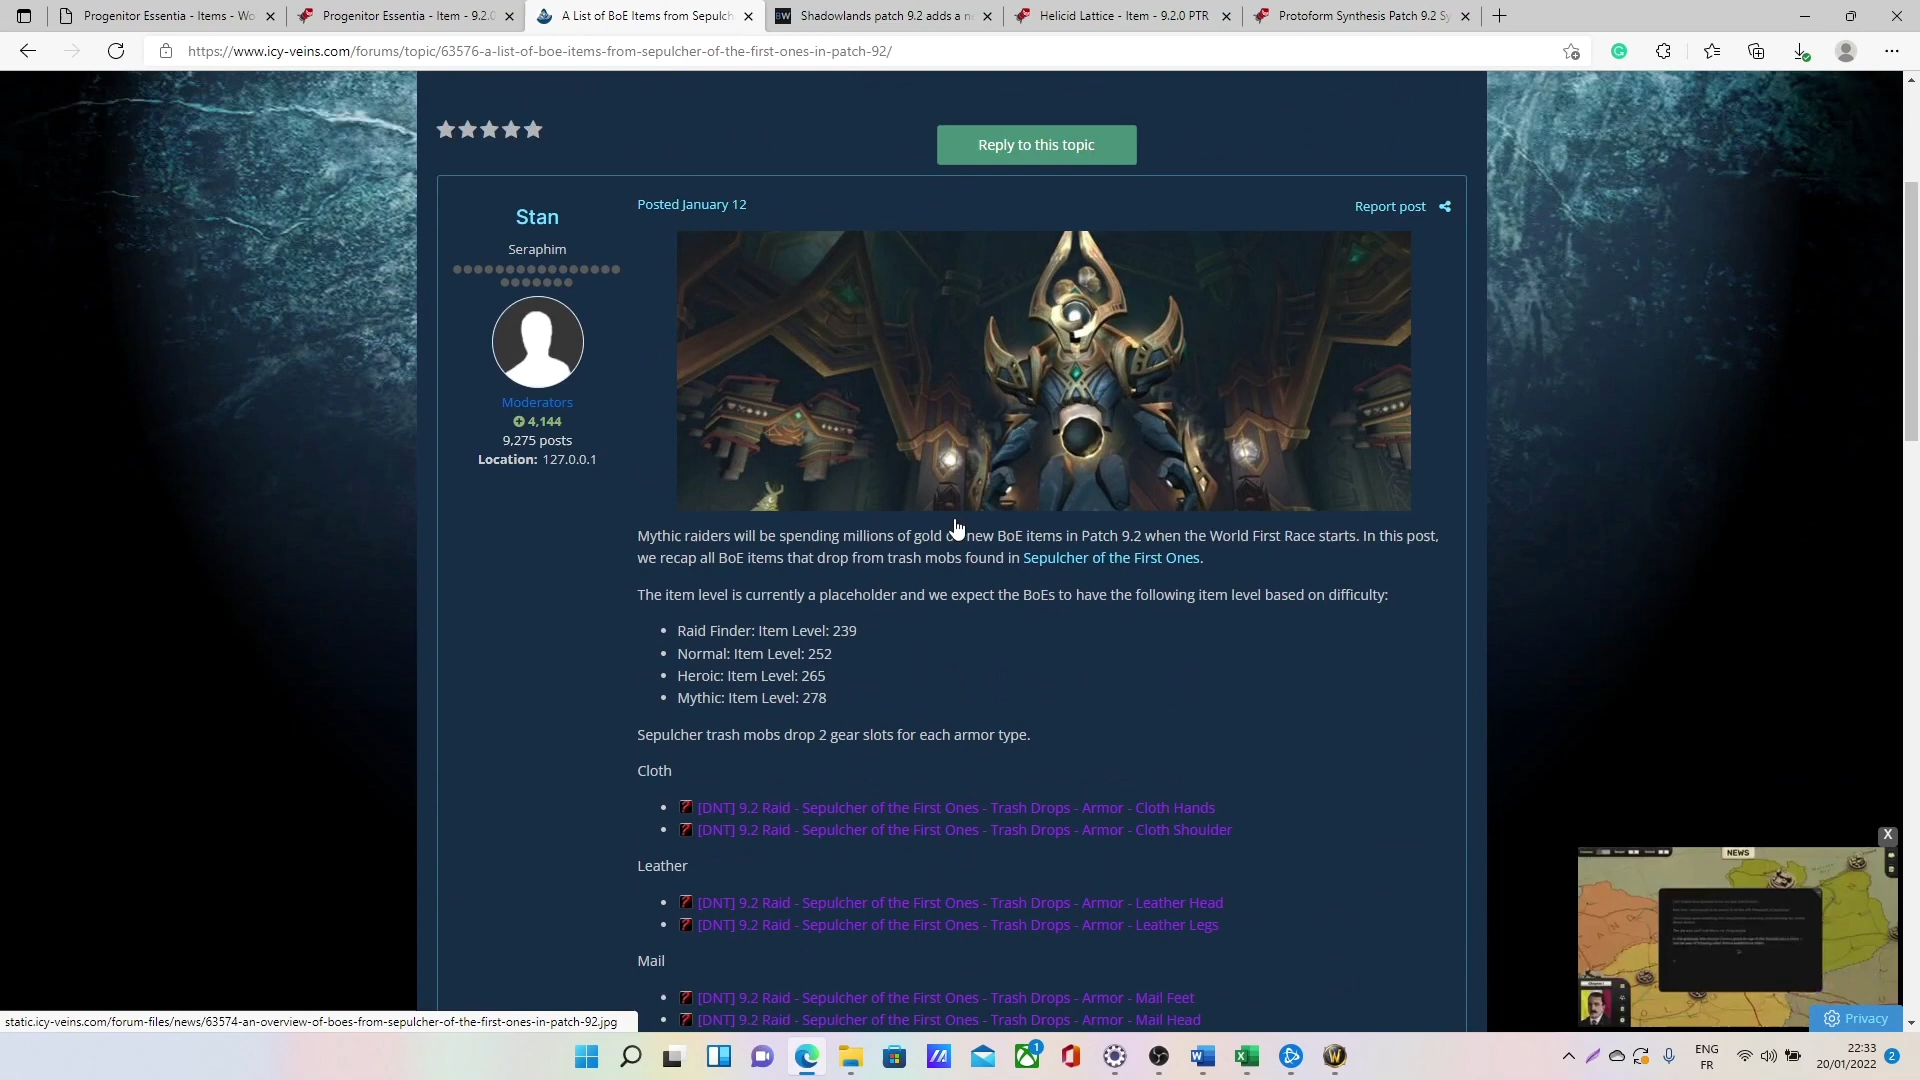 Progenitor Essentia - Items - Wo
Progenitor Essentia - Item - 9.2.0
A List of BoE Items from Sepulch
BW
Shadowlands patch 9.2 adds a n
Helicid Lattice - Item - 9.2.0 PTR
Protoform Synthesis Patch 9.2 Sy
https://www.icy-veins.com/forums/topic/63576-a-list-of-boe-items-from-sepulcher-of-the-first-ones-in-patch-92/
Reply to this topic
Stan
Posted January 12
Report post
Seraphim
Moderators
4,144
9,275 posts
Location: 127.0.0.1
Mythic raiders will be spending millions of gold on new BoE items in Patch 9.2 when the World First Race starts. In this post,
we recap all BoE items that drop from trash mobs found in Sepulcher of the First Ones.
The item level is currently a placeholder and we expect the BoEs to have the following item level based on difficulty:
• Raid Finder: Item Level: 239
• Normal: Item Level: 252
• Heroic: Item Level: 265
• Mythic: Item Level: 278
Sepulcher trash mobs drop 2 gear slots for each armor type.
Cloth
• [DNT] 9.2 Raid - Sepulcher of the First Ones - Trash Drops - Armor - Cloth Hands
• [DNT] 9.2 Raid - Sepulcher of the First Ones - Trash Drops - Armor - Cloth Shoulder
Leather
• [DNT] 9.2 Raid - Sepulcher of the First Ones - Trash Drops - Armor - Leather Head
• [DNT] 9.2 Raid - Sepulcher of the First Ones - Trash Drops - Armor - Leather Legs
Mail
• [DNT] 9.2 Raid - Sepulcher of the First Ones - Trash Drops - Armor - Mail Feet
• [DNT] 9.2 Raid - Sepulcher of the First Ones - Trash Drops - Armor - Mail Head
X
NEWS
Privacy
static.icy-veins.com/forum-files/news/63574-an-overview-of-boes-from-sepulcher-of-the-first-ones-in-patch-92.jpg
1
ENG
FR
22:33
20/01/2022
2